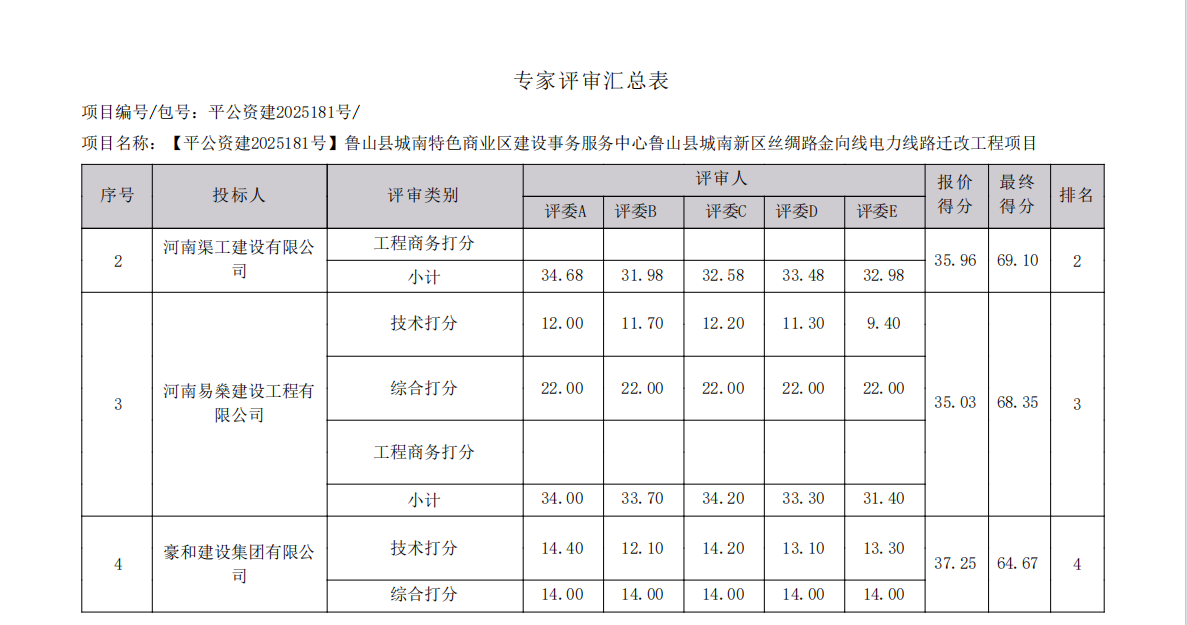 专家评审汇总表
项目编号/包号：平公资建2025181号/
项目名称：【平公资建2025181号】鲁山县城南特色商业区建设事务服务中心鲁山县城南新区丝绸路金向线电力线路迁改工程项目
序号 投标人 评审类别 评审人 报价得分 最终得分 排名
评委A 评委B 评委C 评委D 评委E
2 河南渠工建设有限公司 工程商务打分 35.96 69.10 2
小计 34.68 31.98 32.58 33.48 32.98
3 河南易燊建设工程有限公司 技术打分 12.00 11.70 12.20 11.30 9.40 35.03 68.35 3
综合打分 22.00 22.00 22.00 22.00 22.00
工程商务打分
小计 34.00 33.70 34.20 33.30 31.40
4 豪和建设集团有限公司 技术打分 14.40 12.10 14.20 13.10 13.30 37.25 64.67 4
综合打分 14.00 14.00 14.00 14.00 14.00